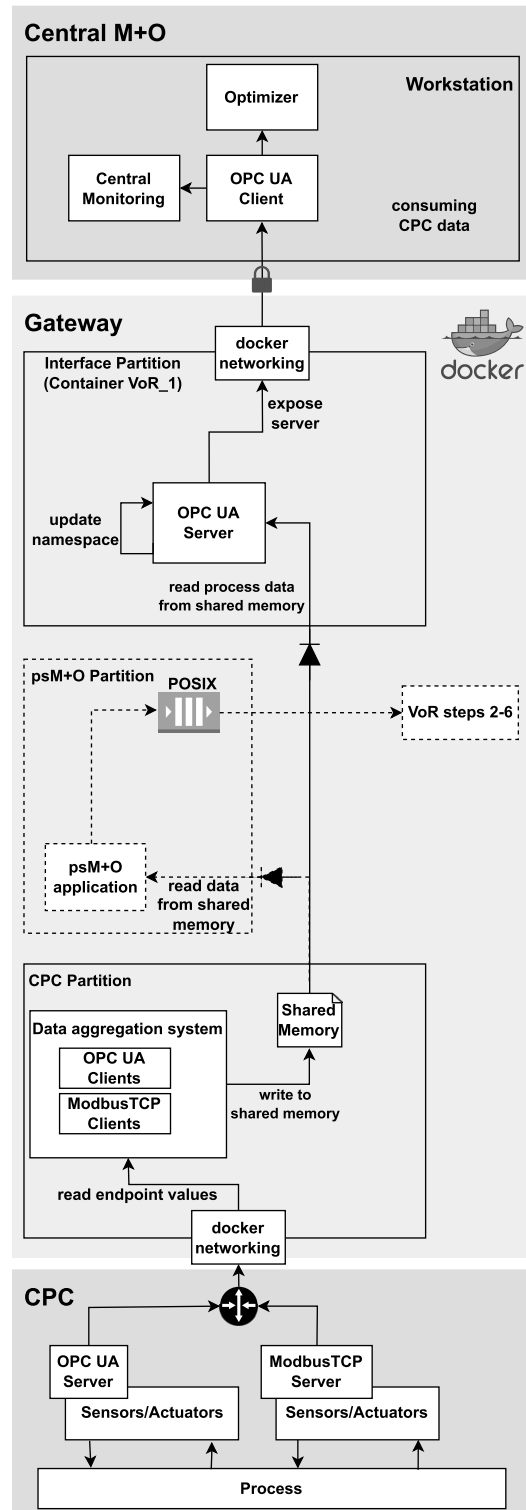 Central M+O
Workstation
Optimizer
Central
Monitoring
OPC UA
Client
consuming
CPC data
Gateway
docker
docker
networking
Interface Partition
(Container VoR_1)
expose
server
update
namespace
OPC UA
Server
read process data
from shared memory
psM+O Partition
POSIX
VoR steps 2-6
psM+O
application
read data
from shared
memory
CPC Partition
Shared
Memory
Data aggregation system
OPC UA
Clients
ModbusTCP
Clients
write to
shared memory
read endpoint values
docker
networking
CPC
OPC UA
Server
ModbusTCP
Server
Sensors/Actuators
Sensors/Actuators
Process